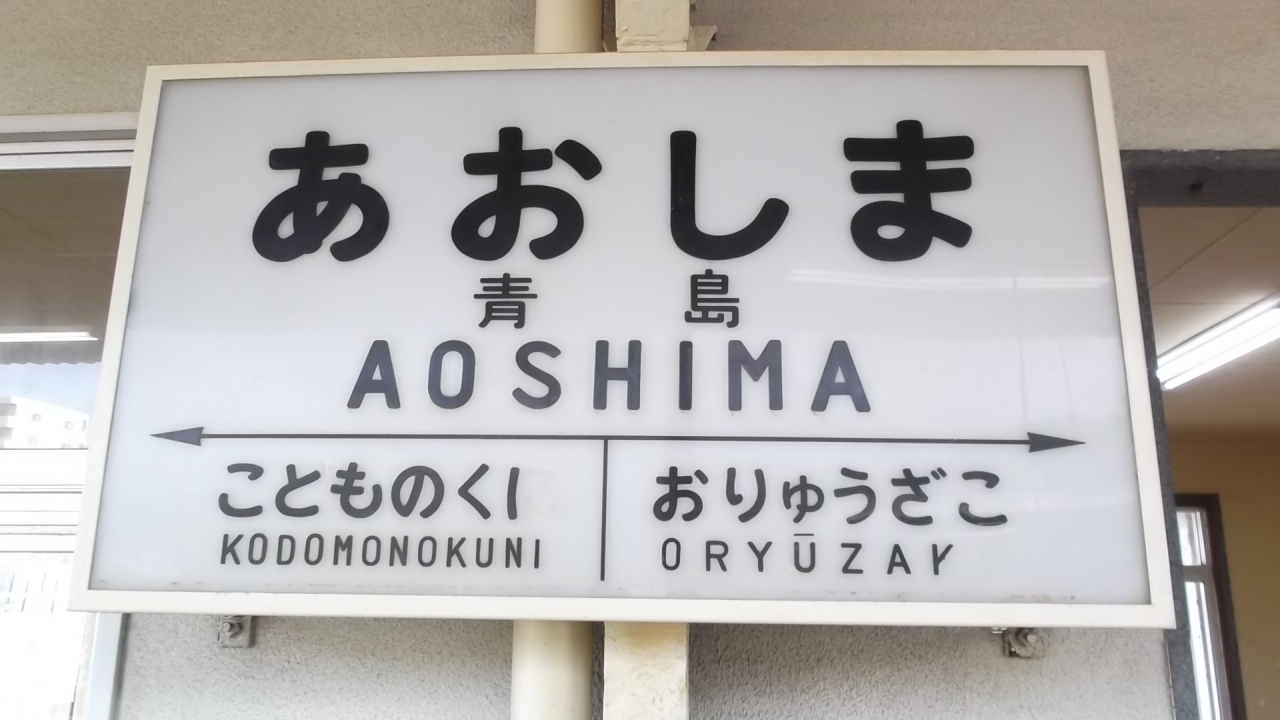 あおしま
青島
AOSHIMA
ことものくに
KODOMONOKUNI
おりゅうざこ
ORYŪZAK